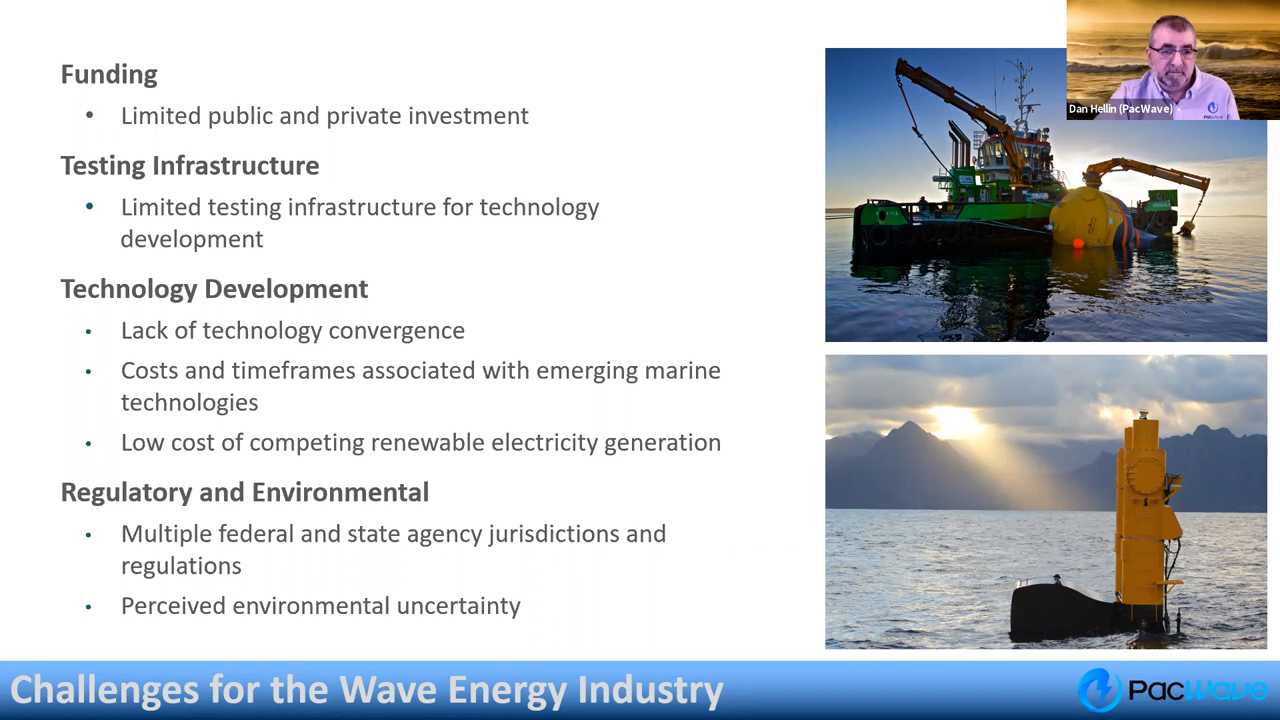 Funding
• Limited public and private investment
Testing Infrastructure
• Limited testing infrastructure for technology
development
Technology Development
• Lack of technology convergence
• Costs and timeframes associated with emerging marine
technologies
• Low cost of competing renewable electricity generation
Regulatory and Environmental
• Multiple federal and state agency jurisdictions and
regulations
• Perceived environmental uncertainty
Dan Hellin (PacWave)
PacWave
Challenges for the Wave Energy Industry
PacWave